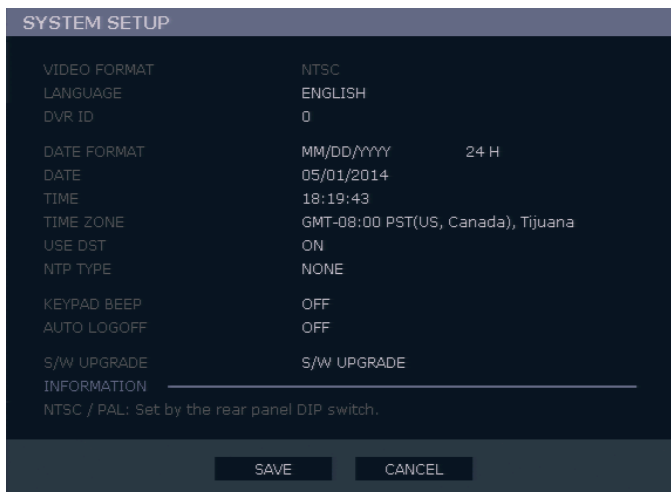 SYSTEM SETUP
VIDEO FORMAT NTSC
LANGUAGE ENGLISH
DVR ID 0
DATE FORMAT MM/DD/YYYY 24 H
DATE 05/01/2014
TIME 18:19:43
TIME ZONE GMT-08:00 PST(US, Canada), Tijuana
USE DST ON
NTP TYPE NONE
KEYPAD BEEP OFF
AUTO LOGOFF OFF
S/W UPGRADE S/W UPGRADE
INFORMATION
NTSC / PAL: Set by the rear panel DIP switch.
SAVE CANCEL